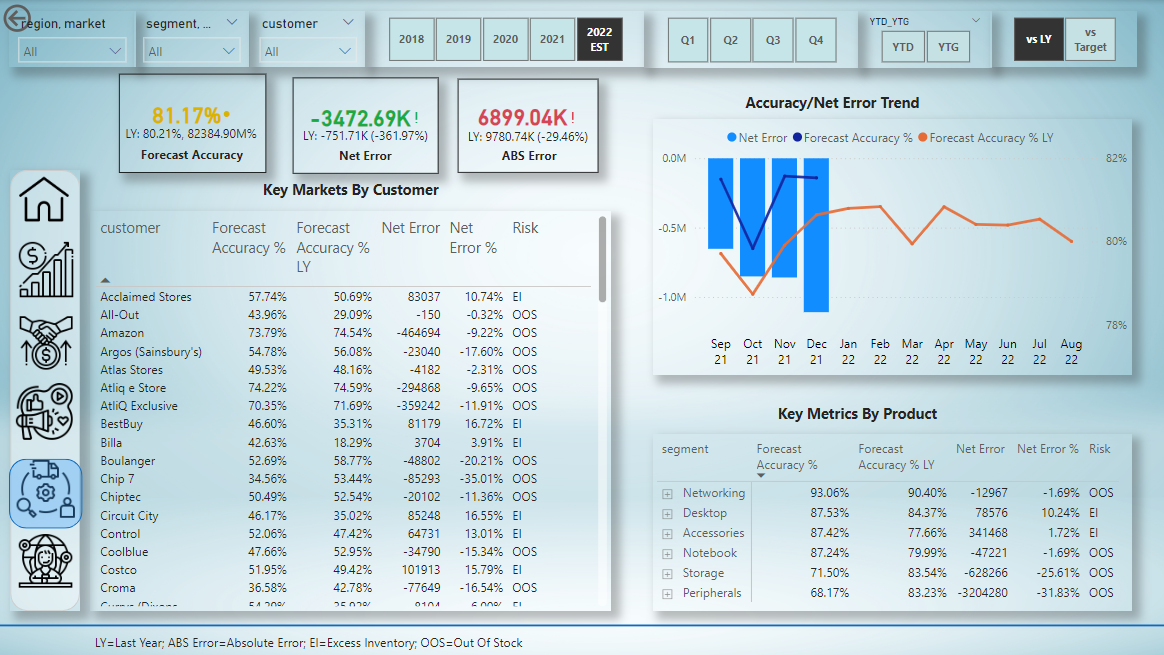 region, market
segment, ...
customer
All
All
All
2018
2019
2020
2021
2022 EST
Q1
Q2
Q3
Q4
YTD_YTG
YTD
YTG
vs LY
vs Target
81.17%
LY: 80.21%, 82384.90M%
Forecast Accuracy
-3472.69K!
LY: -751.71K (-361.97%)
Net Error
6899.04K!
LY: 9780.74K (-29.46%)
ABS Error
Key Markets By Customer
customer Forecast Accuracy % Forecast Accuracy % LY Net Error Net Error % Risk
Acclaimed Stores 57.74% 50.69% 83037 10.74% EI
All-Out 43.96% 29.09% -150 -0.32% OOS
Amazon 73.79% 74.54% -464694 -9.22% OOS
Argos (Sainsbury's) 54.78% 56.08% -23040 -17.60% OOS
Atlas Stores 49.53% 48.16% -4182 -2.31% OOS
Atliq e Store 74.22% 74.59% -294868 -9.65% OOS
AtliQ Exclusive 70.35% 71.69% -359242 -11.91% OOS
BestBuy 46.60% 35.31% 81179 16.72% EI
Billa 42.63% 18.29% 3704 3.91% EI
Boulanger 52.69% 58.77% -48802 -20.21% OOS
Chip 7 34.56% 53.44% -85293 -35.01% OOS
Chiptec 50.49% 52.54% -20102 -11.36% OOS
Circuit City 46.17% 35.02% 85248 16.55% EI
Control 52.06% 47.42% 64731 13.01% EI
Coolblue 47.66% 52.95% -34790 -15.34% OOS
Costco 51.95% 49.42% 101913 15.79% EI
Croma 36.58% 42.78% -77649 -16.54% OOS
Accuracy/Net Error Trend
Net Error Forecast Accuracy % Forecast Accuracy % LY
0.0M
-0.5M
-1.0M
82%
80%
78%
Sep 21 Oct 21 Nov 21 Dec 21 Jan 22 Feb 22 Mar 22 Apr 22 May 22 Jun 22 Jul 22 Aug 22
Key Metrics By Product
segment Forecast Accuracy % Forecast Accuracy % LY Net Error Net Error % Risk
Networking 93.06% 90.40% -12967 -1.69% OOS
Desktop 87.53% 84.37% 78576 10.24% EI
Accessories 87.42% 77.66% 341468 1.72% EI
Notebook 87.24% 79.99% -47221 -1.69% OOS
Storage 71.50% 83.54% -628266 -25.61% OOS
Peripherals 68.17% 83.23% -3204280 -31.83% OOS
LY=Last Year; ABS Error=Absolute Error; EI=Excess Inventory; OOS=Out Of Stock